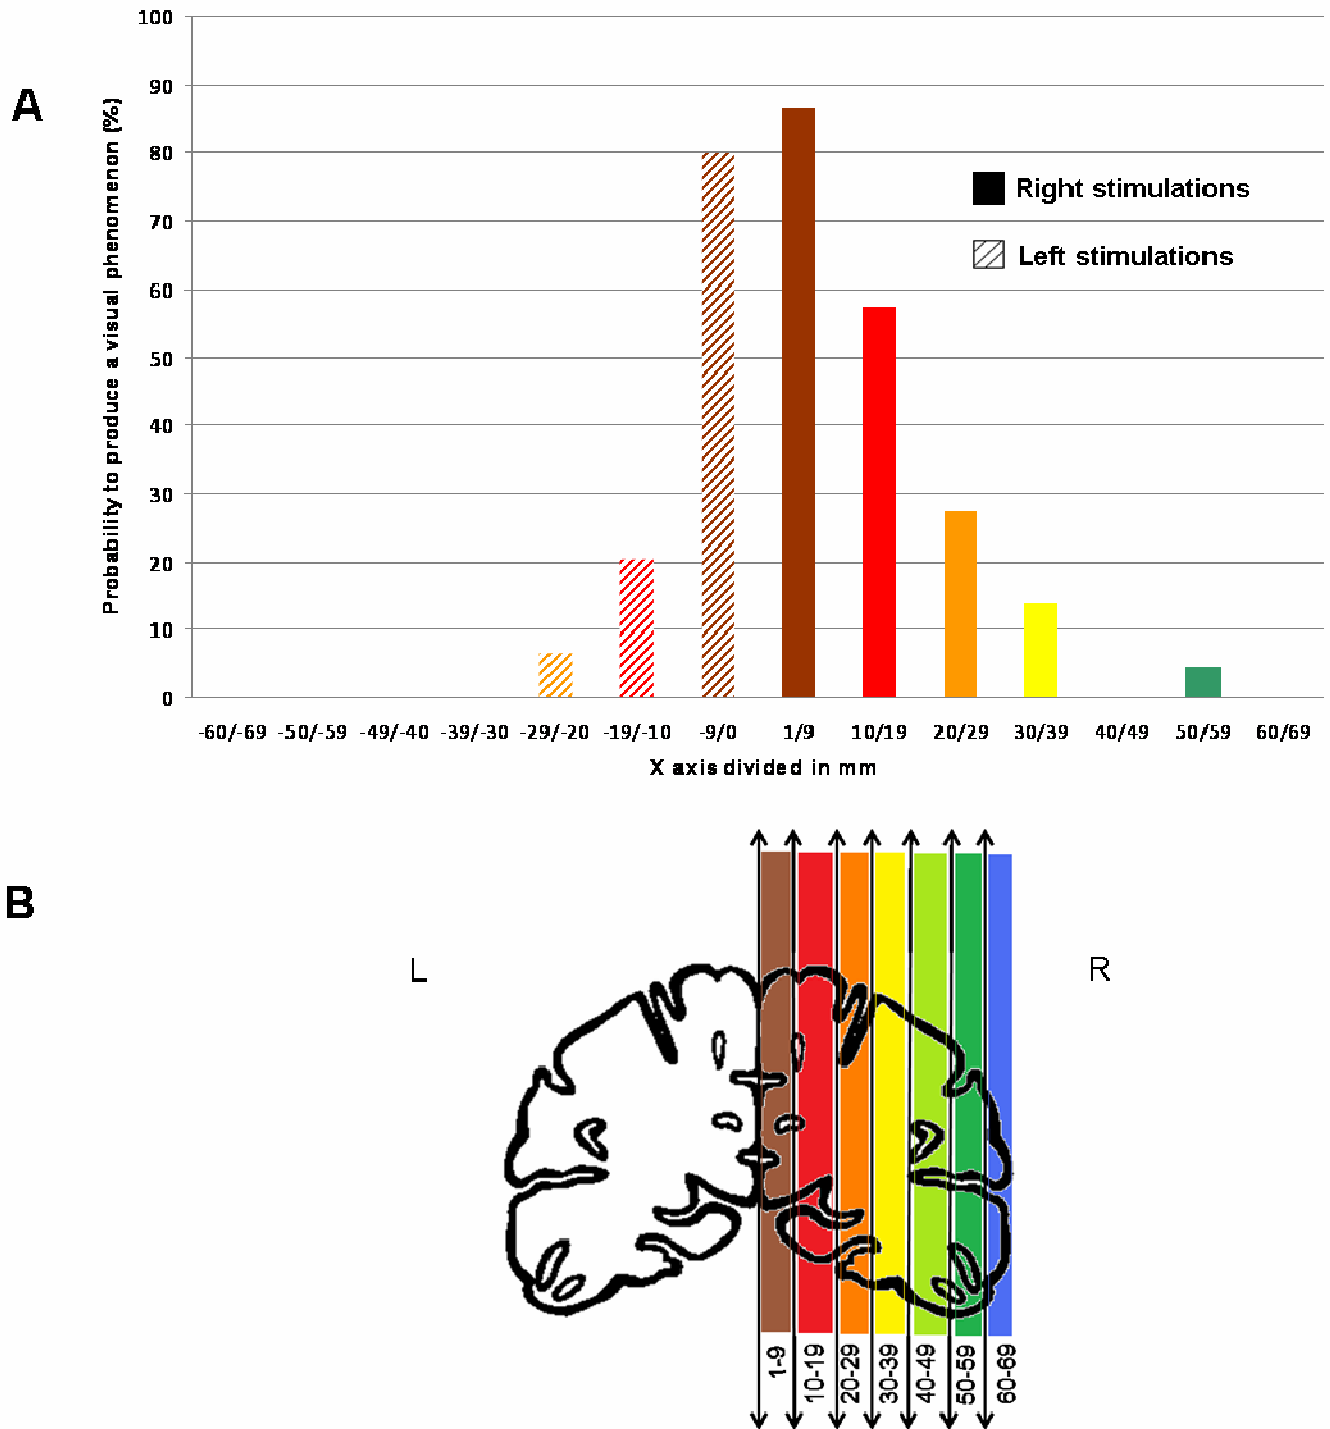 A
Probability to produce a visual phenomenon (%)
100
90
80
70
60
50
40
30
20
10
0
Right stimulations
Left stimulations
-60/-69 -50/-59 -49/-40 -39/-30 -29/-20 -19/-10 -9/0 1/9 10/19 20/29 30/39 40/49 50/59 60/69
X axis divided in mm
B
L
R
1-9
10-19
20-29
30-39
40-49
50-59
60-69